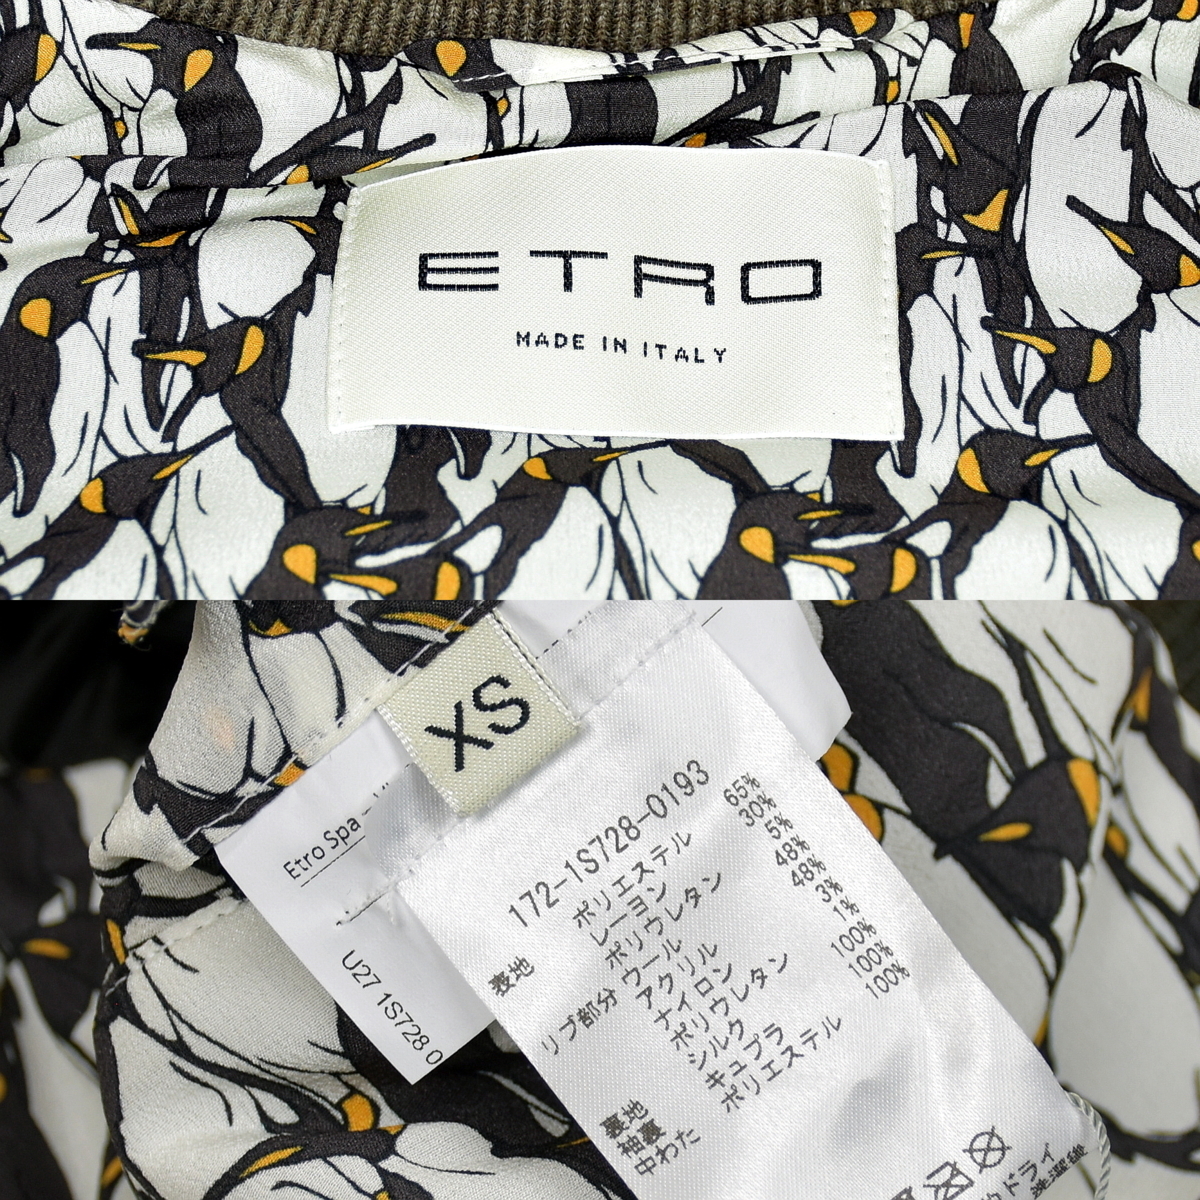 ETRO
MADE IN ITALY
XS
Etro Spa
U27 1S728 0
172-1S728-0193
表地 ポリエステル 65%
レーヨン 30%
ポリウレタン 5%
リブ部分 ウール 48%
アクリル 48%
ナイロン 3%
ポリウレタン 1%
裏地 シルク 100%
袖裏 キュプラ 100%
中わた ポリエステル 100%
ドライ